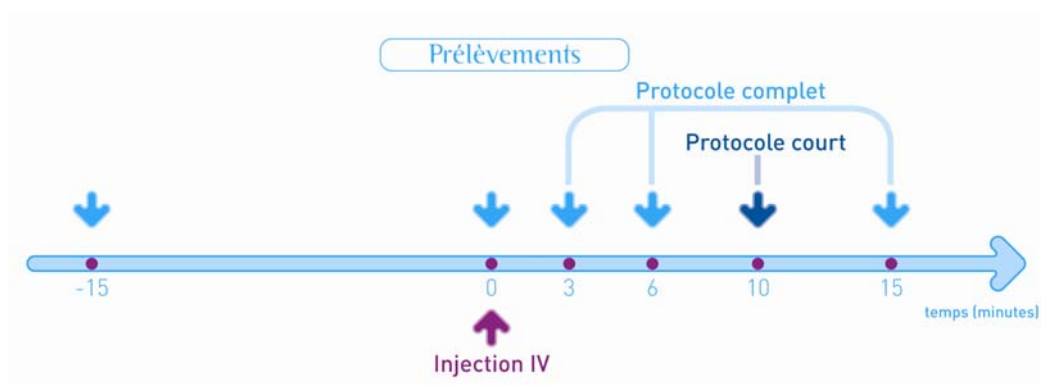 Prélèvements
Protocole complet
Protocole court
-15 0 3 6 10 15
temps (minutes)
Injection IV